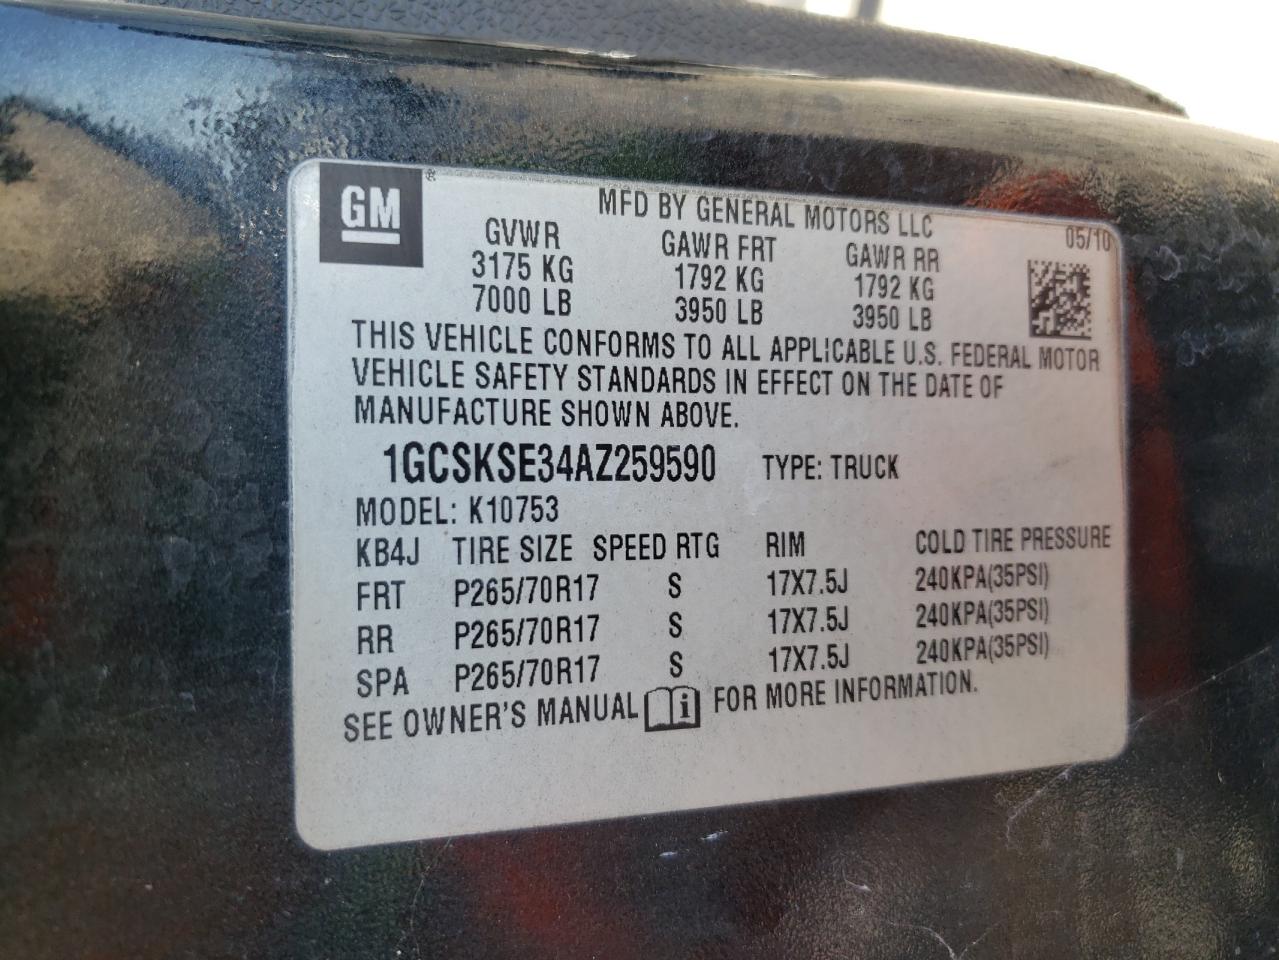 GM ®
MFD BY GENERAL MOTORS LLC
05/10
GVWR GAWR FRT GAWR RR
3175 KG 1792 KG 1792 KG
7000 LB 3950 LB 3950 LB
THIS VEHICLE CONFORMS TO ALL APPLICABLE U.S. FEDERAL MOTOR
VEHICLE SAFETY STANDARDS IN EFFECT ON THE DATE OF
MANUFACTURE SHOWN ABOVE.
1GCSKSE34AZ259590 TYPE: TRUCK
MODEL: K10753
KB4J TIRE SIZE SPEED RTG RIM COLD TIRE PRESSURE
FRT P265/70R17 S 17X7.5J 240KPA(35PSI)
RR P265/70R17 S 17X7.5J 240KPA(35PSI)
SPA P265/70R17 S 17X7.5J 240KPA(35PSI)
SEE OWNER'S MANUAL i FOR MORE INFORMATION.